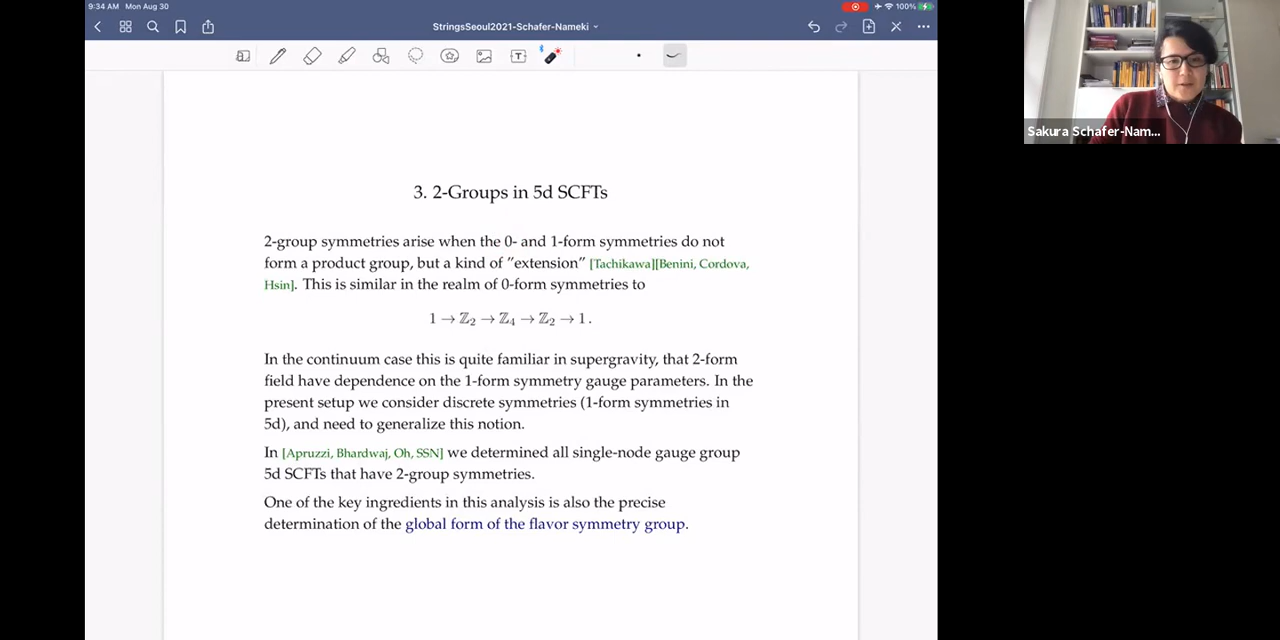 9:34 AM Mon Aug 30
100%
StringsSeoul2021-Schafer-Nameki
T
Sakura Schafer-Nam...
3. 2-Groups in 5d SCFTs
2-group symmetries arise when the 0- and 1-form symmetries do not
form a product group, but a kind of ”extension” [Tachikawa][Benini, Cordova,
Hsin]. This is similar in the realm of 0-form symmetries to
1 → ℤ₂ → ℤ₄ → ℤ₂ → 1.
In the continuum case this is quite familiar in supergravity, that 2-form
field have dependence on the 1-form symmetry gauge parameters. In the
present setup we consider discrete symmetries (1-form symmetries in
5d), and need to generalize this notion.
In [Apruzzi, Bhardwaj, Oh, SSN] we determined all single-node gauge group
5d SCFTs that have 2-group symmetries.
One of the key ingredients in this analysis is also the precise
determination of the global form of the flavor symmetry group.